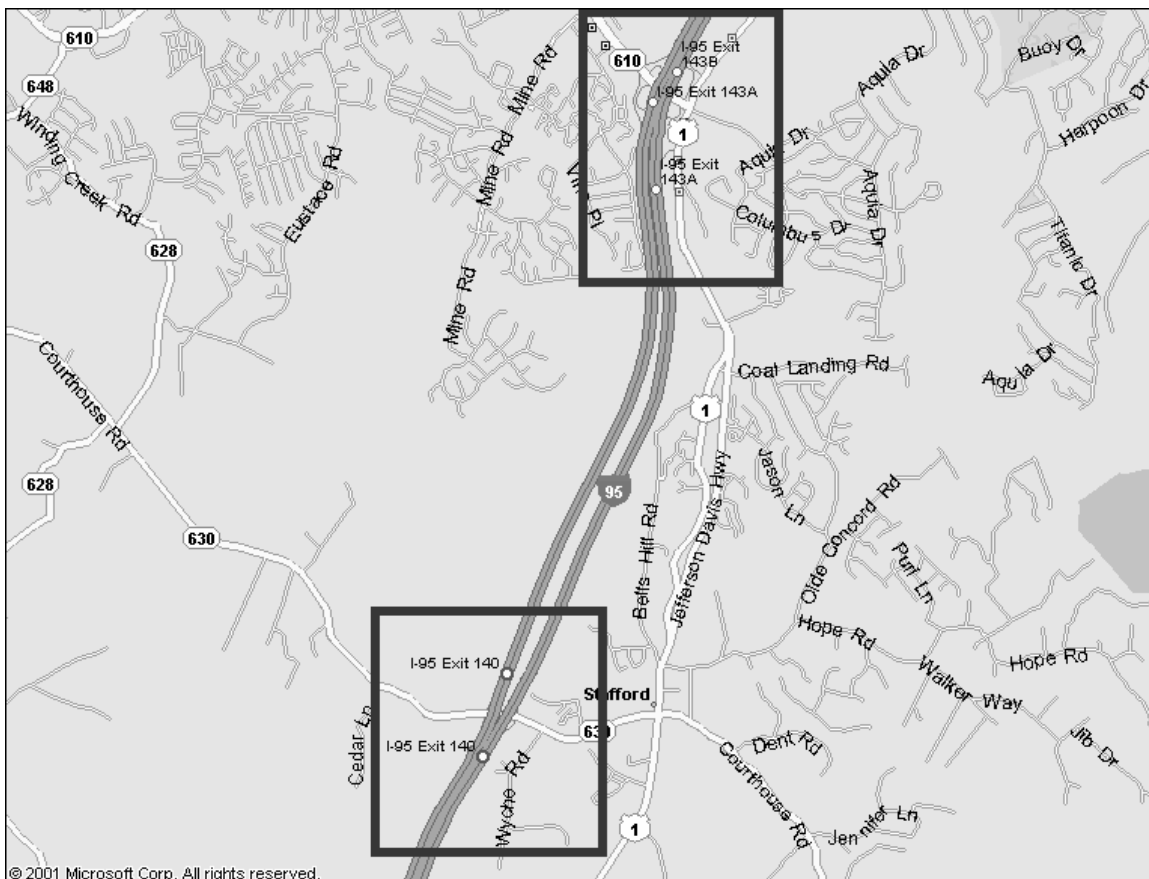 610
648
Winding Creek Rd
628
Eustace Rd
Mine Rd
Mine Rd
Mine Rd
610
I-95 Exit
143B
I-95 Exit 143A
1
I-95 Exit
143A
Pl
Aquia Dr
Aquia Dr
Columbus Dr
Aquia Dr
Buoy Dr
Harpoon Dr
Titanic Dr
Aquia Dr
Courthouse Rd
628
630
Coal Landing Rd
1
95
Jason Ln
Bells Hill Rd
Jefferson Davis Hwy
Olde Concord Rd
Puri Ln
Hope Rd
Walker Way
Hope Rd
Jib Dr
I-95 Exit 140
Stafford
630
I-95 Exit 140
Cedar Ln
Wyche Rd
Dent Rd
Courthouse Rd
Jennifer Ln
1
© 2001 Microsoft Corp. All rights reserved.